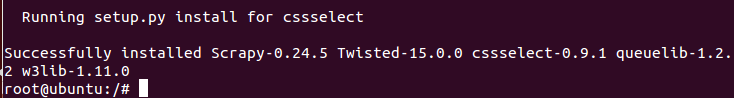 Running setup.py install for cssselect
Successfully installed Scrapy-0.24.5 Twisted-15.0.0 cssselect-0.9.1 queuelib-1.2.
2 w3lib-1.11.0
root@ubuntu:/#